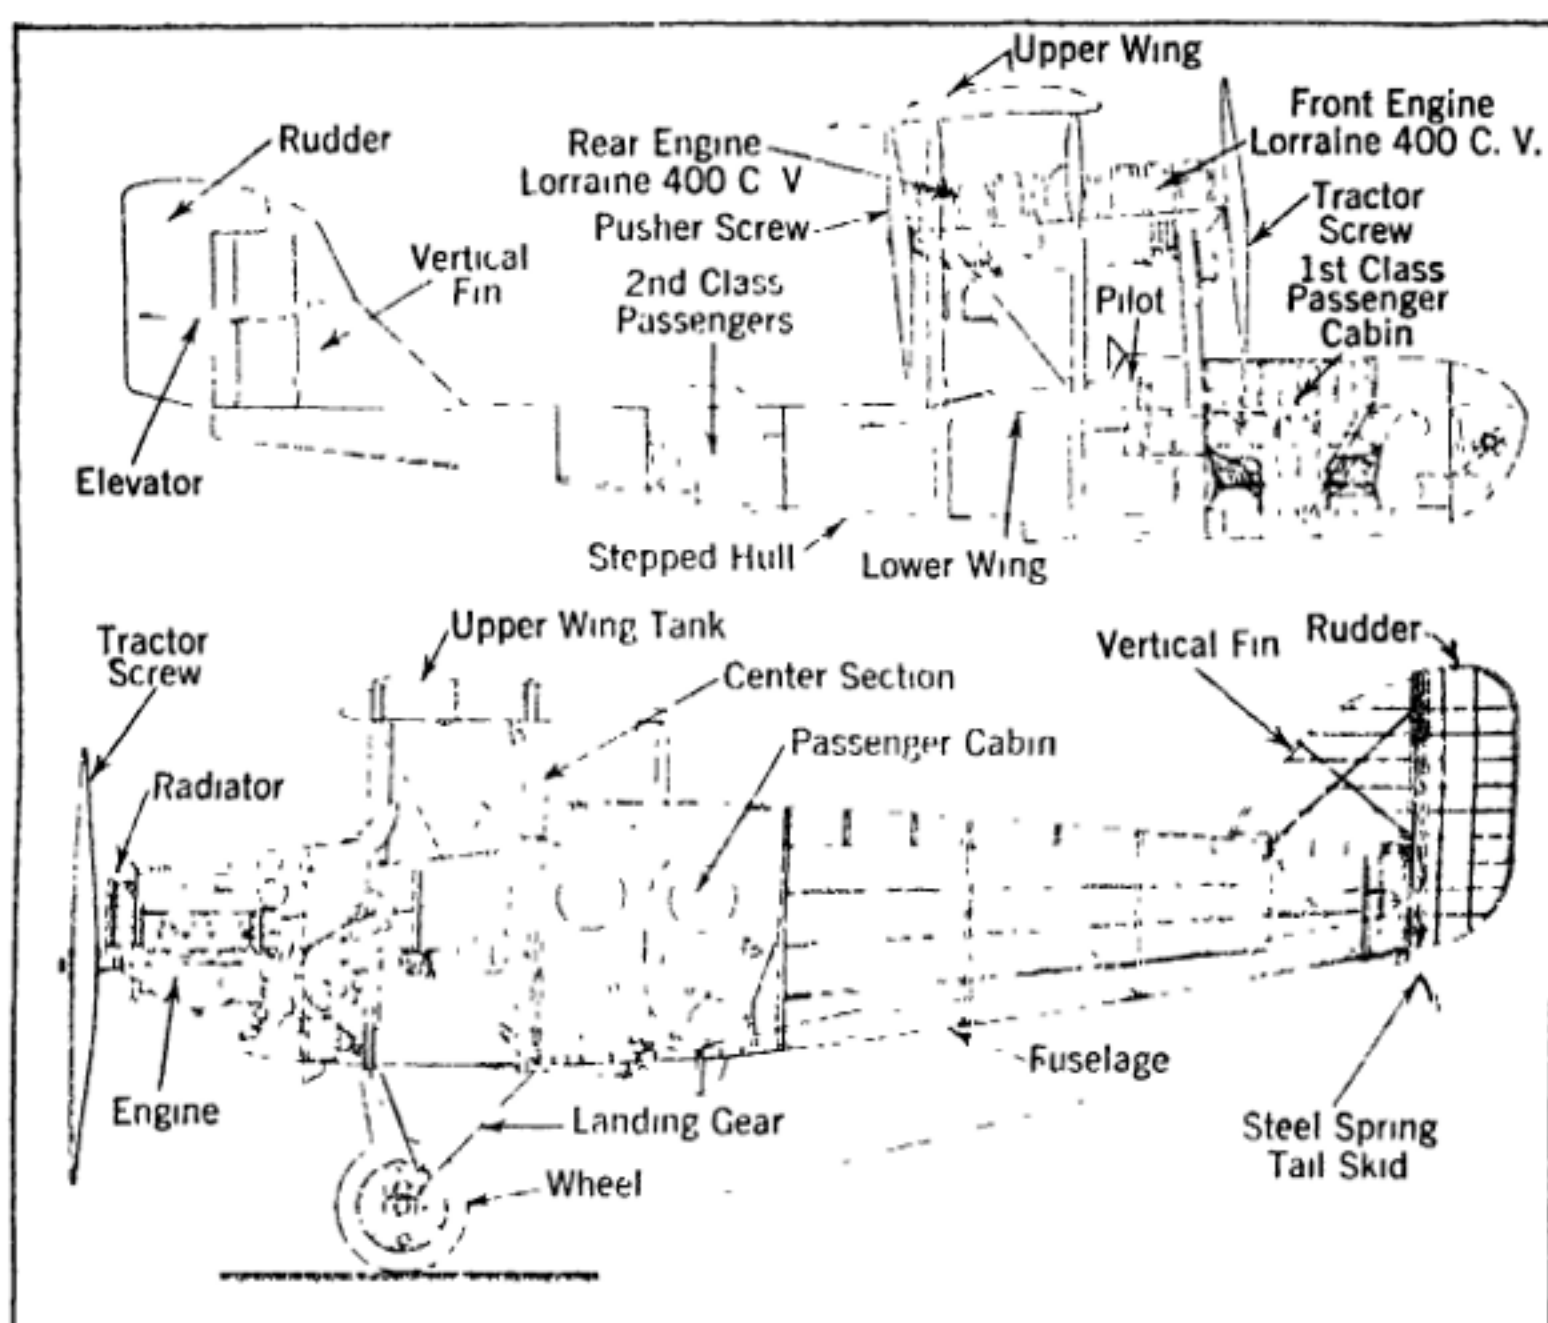 Upper Wing
Rudder
Rear Engine
Lorraine 400 C V
Front Engine
Lorraine 400 C. V.
Pusher Screw
Tractor
Screw
Vertical
Fin
2nd Class
Passengers
Pilot
1st Class
Passenger
Cabin
Elevator
Stepped Hull
Lower Wing
Tractor
Screw
Upper Wing Tank
Center Section
Vertical Fin
Rudder
Passenger Cabin
Radiator
Engine
Landing Gear
Fuselage
Wheel
Steel Spring
Tail Skid